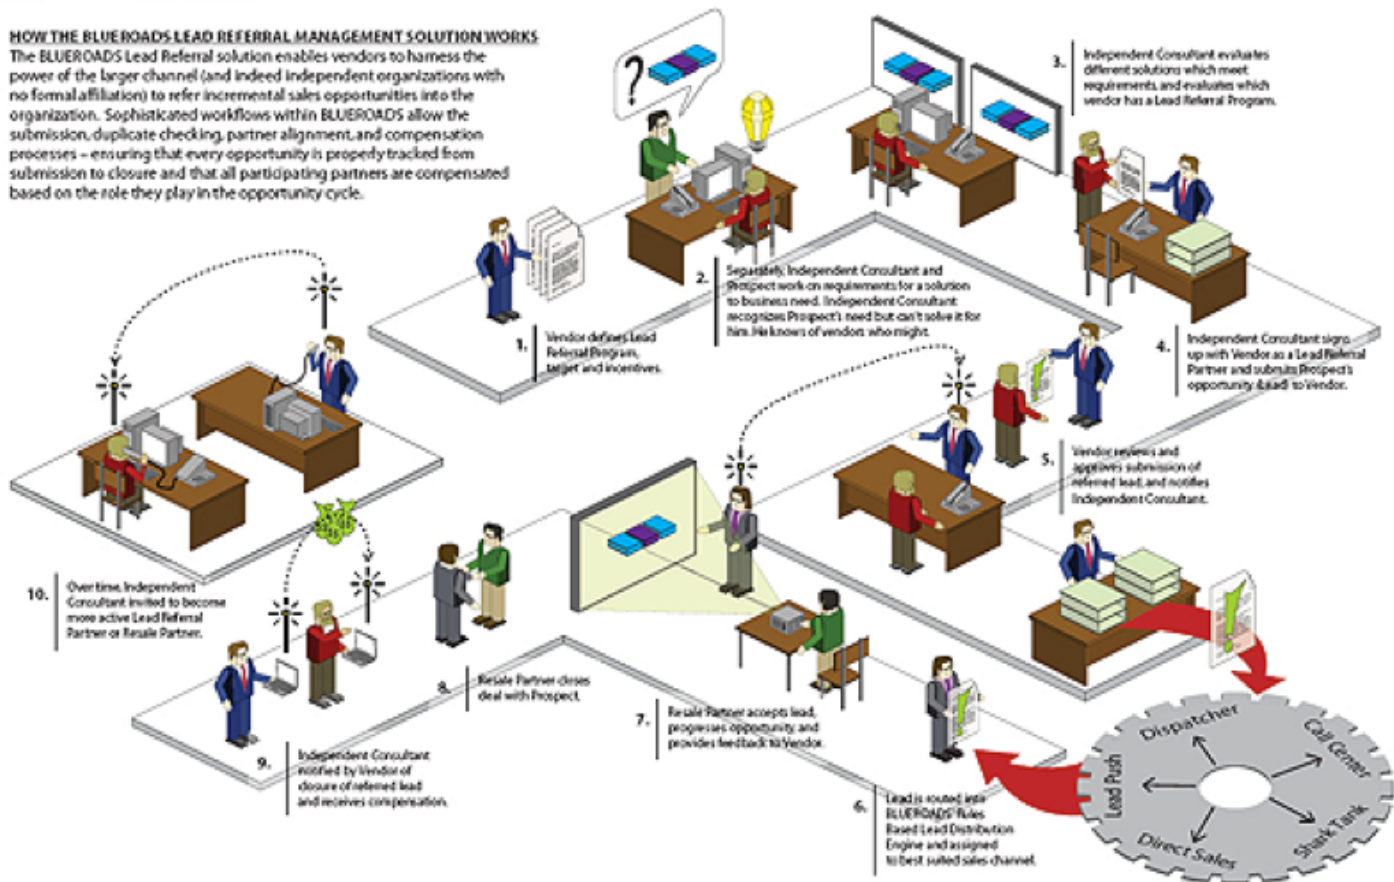 HOW THE BLUEROADS LEAD REFERRAL MANAGEMENT SOLUTION WORKS
The BLUEROADS Lead Referral solution enables vendors to harness the
power of the larger channel (and indeed independent organizations with
no formal affiliation) to refer incremental sales opportunities into the
organization. Sophisticated workflows within BLUEROADS allow the
submission, duplicate checking, partner alignment, and compensation
processes – ensuring that every opportunity is properly tracked from
submission to closure and that all participating partners are compensated
based on the role they play in the opportunity cycle.
?
1. Vendor defines Lead
Referral Program,
target and incentives.
2. Separately, Independent Consultant and
Prospect work on requirements for a solution
to business need. Independent Consultant
recognizes Prospect's need but can't solve it for
him. He knows of vendors who might.
3. Independent Consultant evaluates
different solutions which meet
requirements, and evaluates which
vendor has a Lead Referral Program.
4. Independent Consultant signs
up with Vendor as a Lead Referral
Partner and submits Prospect's
opportunity (Lead) to Vendor.
5. Vendor reviews and
approves submission of
referred lead, and notifies
Independent Consultant.
6. Lead is routed into
BLUEROADS' Rules
Based Lead Distribution
Engine and assigned
to best suited sales channel.
Dispatcher
Call Center
Shark Tank
Direct Sales
Lead Push
7. Resale Partner accepts lead,
progresses opportunity, and
provides feedback to Vendor.
8. Resale Partner closes
deal with Prospect.
9. Independent Consultant
notified by Vendor of
closure of referred lead
and receives compensation.
10. Over time, Independent
Consultant invited to become
more active Lead Referral
Partner or Resale Partner.